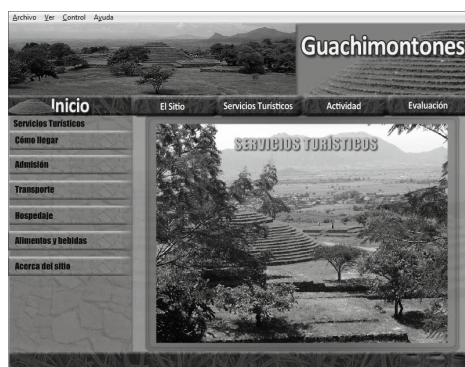 Archivo Ver Control Ayuda
Guachimontones
Inicio El Sitio Servicios Turísticos Actividad Evaluación
Servicios Turísticos
Cómo llegar
Admisión
Transporte
Hospedaje
Alimentos y bebidas
Acerca del sitio
SERVICIOS TURÍSTICOS